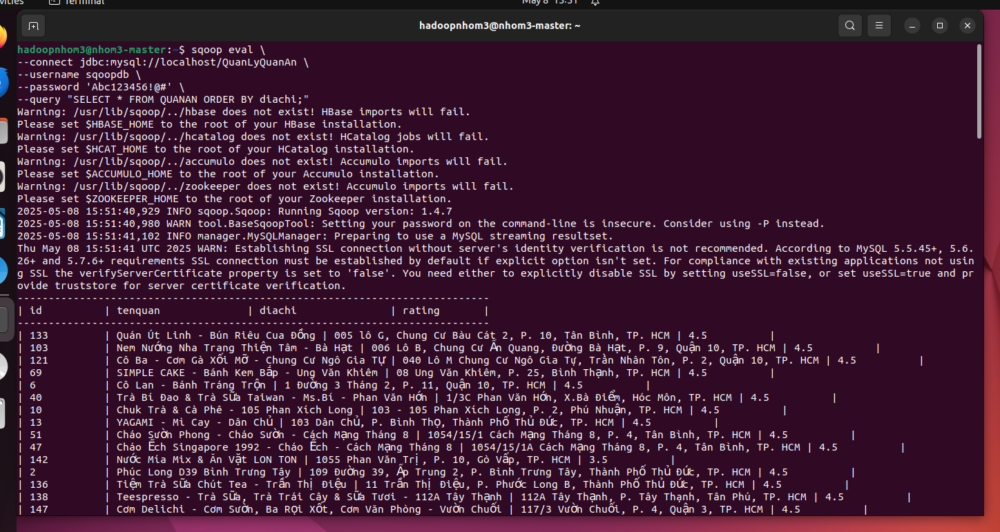 Terminal
May 8 15:51
hadoopnhom3@nhom3-master: ~
hadoopnhom3@nhom3-master:~$ sqoop eval \
--connect jdbc:mysql://localhost/QuanLyQuanAn \
--username sqoopdb \
--password 'Abc123456!@#' \
--query "SELECT * FROM QUANAN ORDER BY diachi;"
Warning: /usr/lib/sqoop/../hbase does not exist! HBase imports will fail.
Please set $HBASE_HOME to the root of your HBase installation.
Warning: /usr/lib/sqoop/../hcatalog does not exist! HCatalog jobs will fail.
Please set $HCAT_HOME to the root of your HCatalog installation.
Warning: /usr/lib/sqoop/../accumulo does not exist! Accumulo imports will fail.
Please set $ACCUMULO_HOME to the root of your Accumulo installation.
Warning: /usr/lib/sqoop/../zookeeper does not exist! Accumulo imports will fail.
Please set $ZOOKEEPER_HOME to the root of your Zookeeper installation.
2025-05-08 15:51:40,929 INFO sqoop.Sqoop: Running Sqoop version: 1.4.7
2025-05-08 15:51:40,980 WARN tool.BaseSqoopTool: Setting your password on the command-line is insecure. Consider using -P instead.
2025-05-08 15:51:41,102 INFO manager.MySQLManager: Preparing to use a MySQL streaming resultset.
Thu May 08 15:51:41 UTC 2025 WARN: Establishing SSL connection without server's identity verification is not recommended. According to MySQL 5.5.45+, 5.6.
26+ and 5.7.6+ requirements SSL connection must be established by default if explicit option isn't set. For compliance with existing applications not usin
g SSL the verifyServerCertificate property is set to 'false'. You need either to explicitly disable SSL by setting useSSL=false, or set useSSL=true and pr
ovide truststore for server certificate verification.
----------------------------------------------------------------------------
| id | tenquan | diachi | rating |
----------------------------------------------------------------------------
| 133 | Quán Út Linh - Bún Riêu Cua Đồng | 005 lô G, Chung Cư Bàu Cát 2, P. 10, Tân Bình, TP. HCM | 4.5 |
| 103 | Nem Nướng Nha Trang Thiện Tâm - Bà Hạt | 006 Lô B, Chung Cư Ấn Quang, Đường Bà Hạt, P. 9, Quận 10, TP. HCM | 4.5 |
| 121 | Cô Ba - Cơm Gà Xối Mỡ - Chung Cư Ngô Gia Tự | 040 Lô M Chung Cư Ngô Gia Tự, Trần Nhân Tôn, P. 2, Quận 10, TP. HCM | 4.5 |
| 69 | SIMPLE CAKE - Bánh Kem Bắp - Ung Văn Khiêm | 08 Ung Văn Khiêm, P. 25, Bình Thạnh, TP. HCM | 4.5 |
| 6 | Cô Lan - Bánh Tráng Trộn | 1 Đường 3 Tháng 2, P. 11, Quận 10, TP. HCM | 4.5 |
| 40 | Trà Bí Đao & Trà Sữa Taiwan - Ms.Bí - Phan Văn Hớn | 1/3C Phan Văn Hớn, X.Bà Điểm, Hóc Môn, TP. HCM | 4.5 |
| 10 | Chuk Trà & Cà Phê - 105 Phan Xích Long | 103 - 105 Phan Xích Long, P. 2, Phú Nhuận, TP. HCM | 4.5 |
| 13 | YAGAMI - Mì Cay - Dân Chủ | 103 Dân Chủ, P. Bình Thọ, Thành Phố Thủ Đức, TP. HCM | 4.5 |
| 51 | Cháo Sườn Phong - Cháo Sườn - Cách Mạng Tháng 8 | 1054/15/1 Cách Mạng Tháng 8, P. 4, Tân Bình, TP. HCM | 4.5 |
| 47 | Cháo Ếch Singapore 1992 - Cháo Ếch - Cách Mạng Tháng 8 | 1054/15/1A Cách Mạng Tháng 8, P. 4, Tân Bình, TP. HCM | 4.5 |
| 142 | Nước Mía Mix & Ăn Vặt LON TON | 1055 Phan Văn Trị, P. 10, Gò Vấp, TP. HCM | 3.5 |
| 2 | Phúc Long D39 Bình Trưng Tây | 109 Đường 39, Ấp Trung 2, P. Bình Trưng Tây, Thành Phố Thủ Đức, TP. HCM | 4.5 |
| 136 | Tiệm Trà Sữa Chút Tea - Trần Thị Điệu | 11 Trần Thị Điệu, P. Phước Long B, Thành Phố Thủ Đức, TP. HCM | 4.5 |
| 138 | Teespresso - Trà Sữa, Trà Trái Cây & Sữa Tươi - 112A Tây Thạnh | 112A Tây Thạnh, P. Tây Thạnh, Tân Phú, TP. HCM | 4.5 |
| 147 | Cơm Delichi - Cơm Sườn, Ba Rọi Xốt, Cơm Văn Phòng - Vườn Chuối | 117/3 Vườn Chuối, P. 4, Quận 3, TP. HCM | 4.5 |